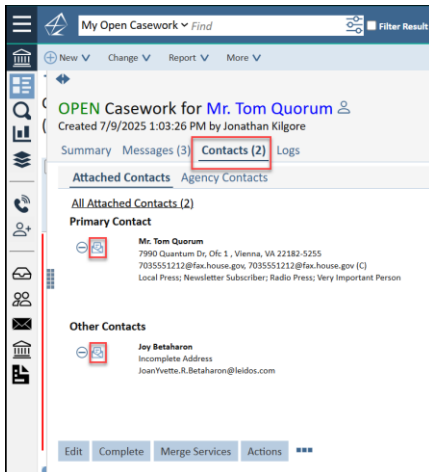 My Open Casework Find Filter Result
New Change Report More
OPEN Casework for Mr. Tom Quorum
Created 7/9/2025 1:03:26 PM by Jonathan Kilgore
Summary Messages (3) Contacts (2) Logs
Attached Contacts Agency Contacts
All Attached Contacts (2)
Primary Contact
Mr. Tom Quorum
7990 Quantum Dr, Ofc 1 , Vienna, VA 22182-5255
7035551212@fax.house.gov, 7035551212@fax.house.gov (C)
Local Press; Newsletter Subscriber; Radio Press; Very Important Person
Other Contacts
Joy Betaharon
Incomplete Address
JoanYvette.R.Betaharon@leidos.com
Edit Complete Merge Services Actions